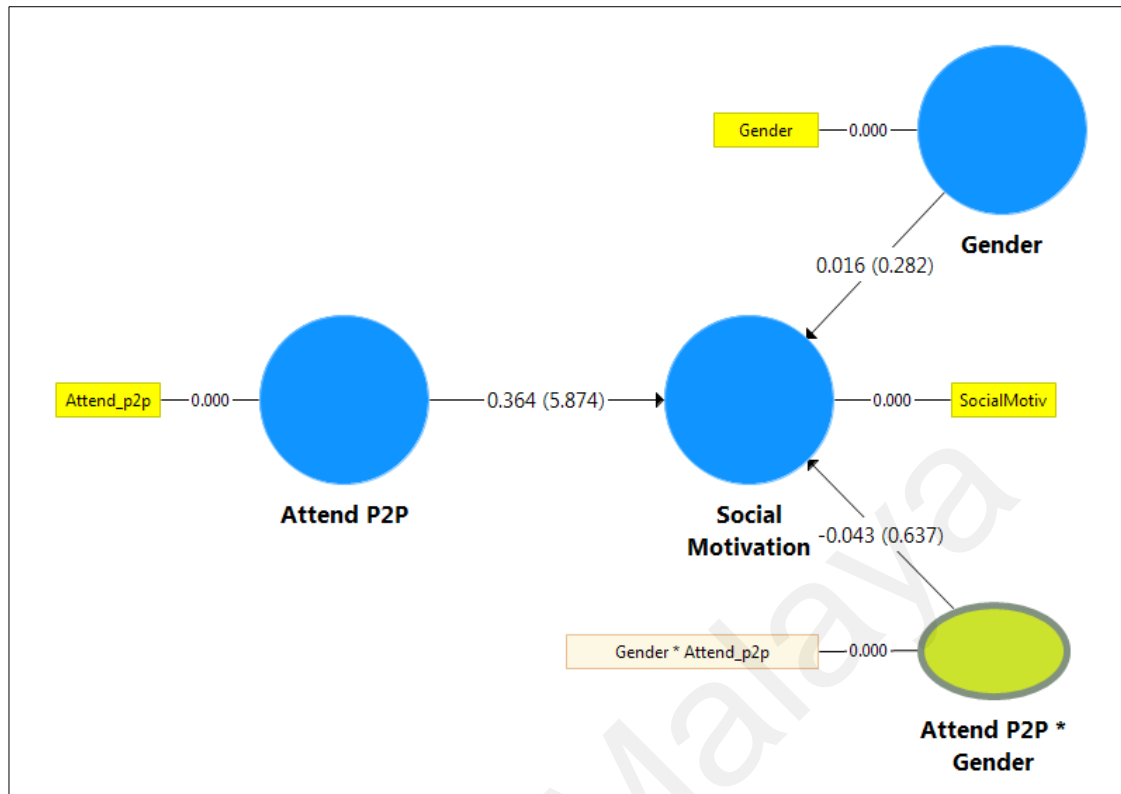 Gender
0.000
Gender
0.016 (0.282)
Attend_p2p
0.000
0.364 (5.874)
0.000
SocialMotiv
Attend P2P
Social
Motivation
-0.043 (0.637)
Gender * Attend_p2p
0.000
Attend P2P *
Gender
Malaya